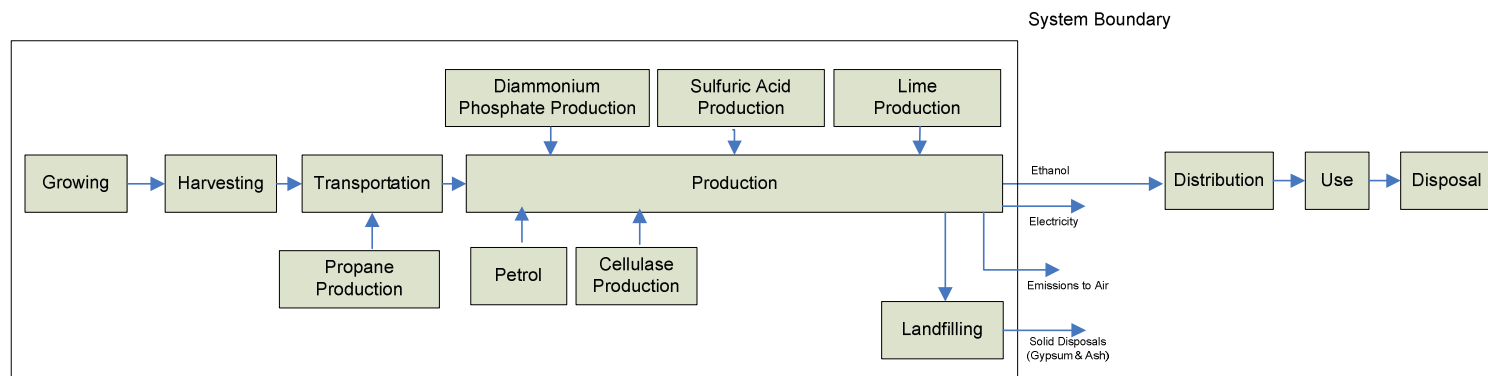 System Boundary
Diammonium
Phosphate Production
Sulfuric Acid
Production
Lime
Production
Growing
Harvesting
Transportation
Production
Ethanol
Distribution
Use
Disposal
Electricity
Propane
Production
Petrol
Cellulase
Production
Emissions to Air
Landfilling
Solid Disposals
(Gypsum & Ash)